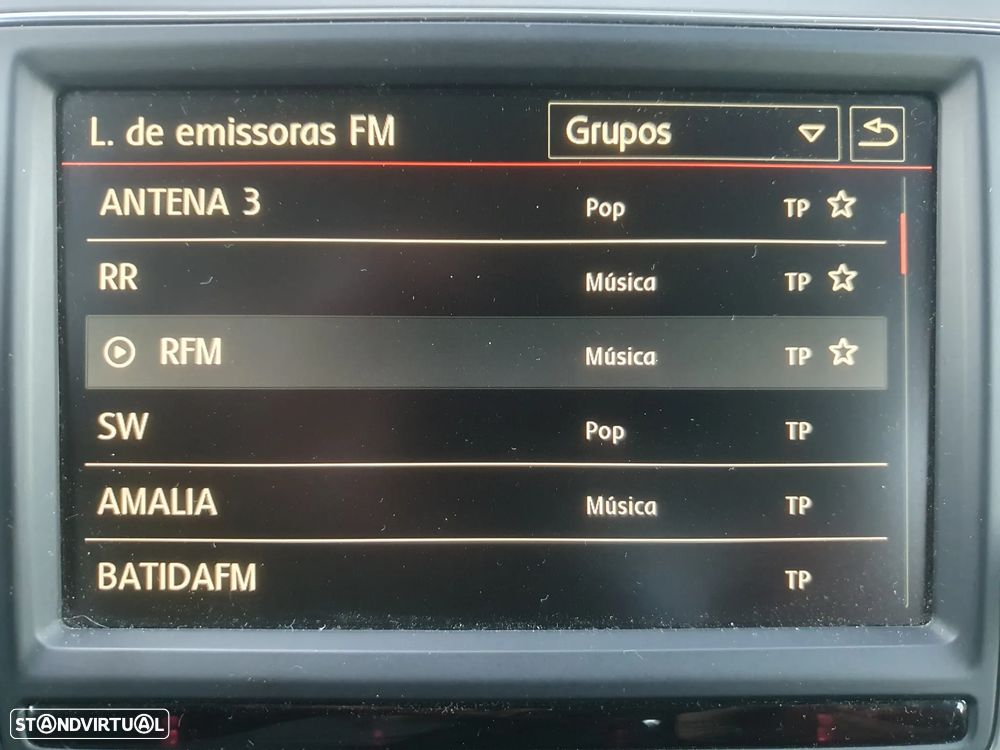 L. de emissoras FM Grupos
ANTENA 3 Pop TP
RR Música TP
RFM Música TP
SW Pop TP
AMALIA Música TP
BATIDAFM TP
STANDVIRTUAL